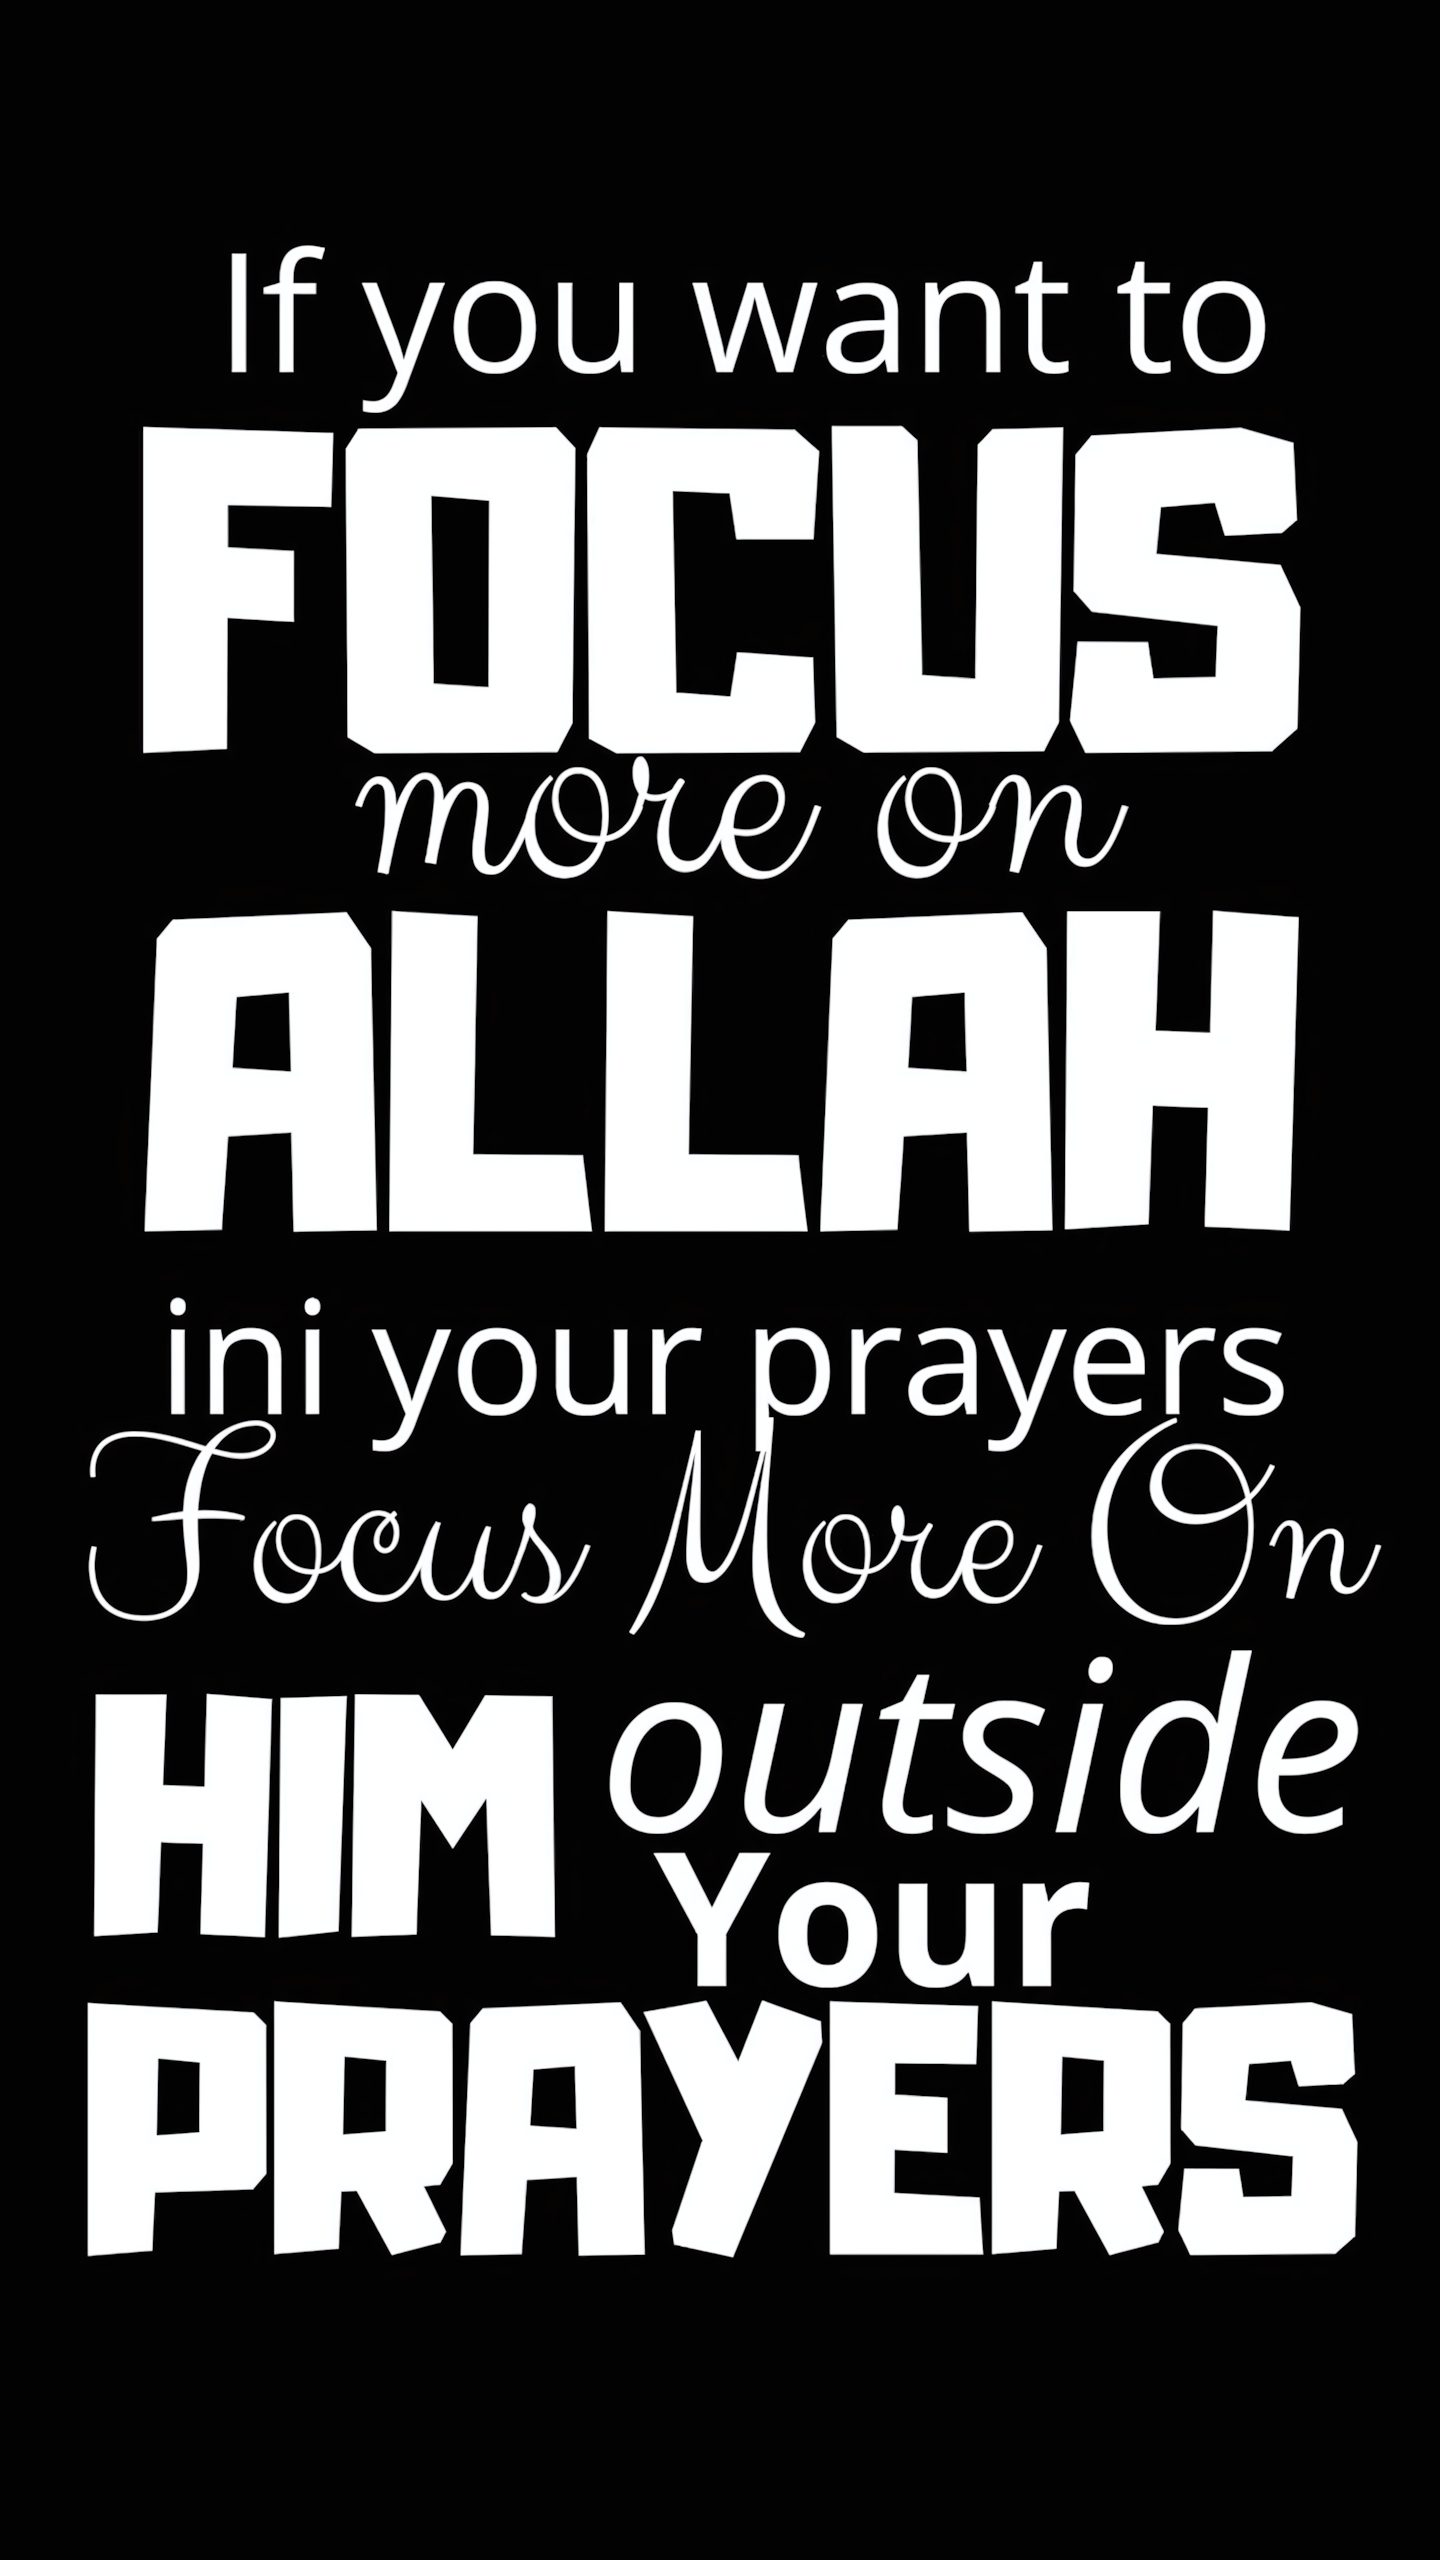 If you want to
FOCUS
more on
ALLAH
ini your prayers
Focus More On
HIM outside
Your
PRAYERS